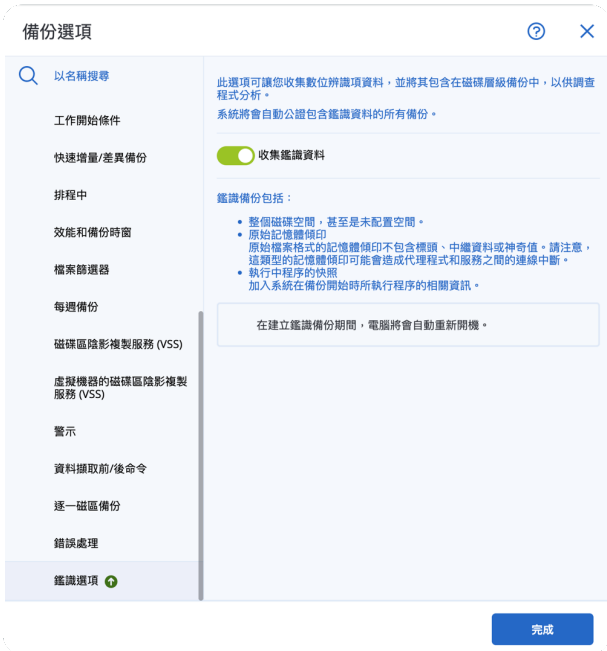 備份選項
以名稱搜尋
工作開始條件
快速增量/差異備份
排程中
效能和備份時窗
檔案篩選器
每週備份
磁碟區陰影複製服務 (VSS)
虛擬機器的磁碟區陰影複製
服務 (VSS)
警示
資料擷取前/後命令
逐一磁區備份
錯誤處理
鑑識選項
此選項可讓您收集數位辨識項資料，並將其包含在磁碟層級備份中，以供調查
程式分析。
系統將會自動公證包含鑑識資料的所有備份。
收集鑑識資料
鑑識備份包括：
• 整個磁碟空間，甚至是未配置空間。
• 原始記憶體傾印
原始檔案格式的記憶體傾印不包含標頭、中繼資料或神奇值。請注意，
這類型的記憶體傾印可能會造成代理程式和服務之間的連線中斷。
• 執行中程序的快照
加入系統在備份開始時所執行程序的相關資訊。
在建立鑑識備份期間，電腦將會自動重新開機。
完成